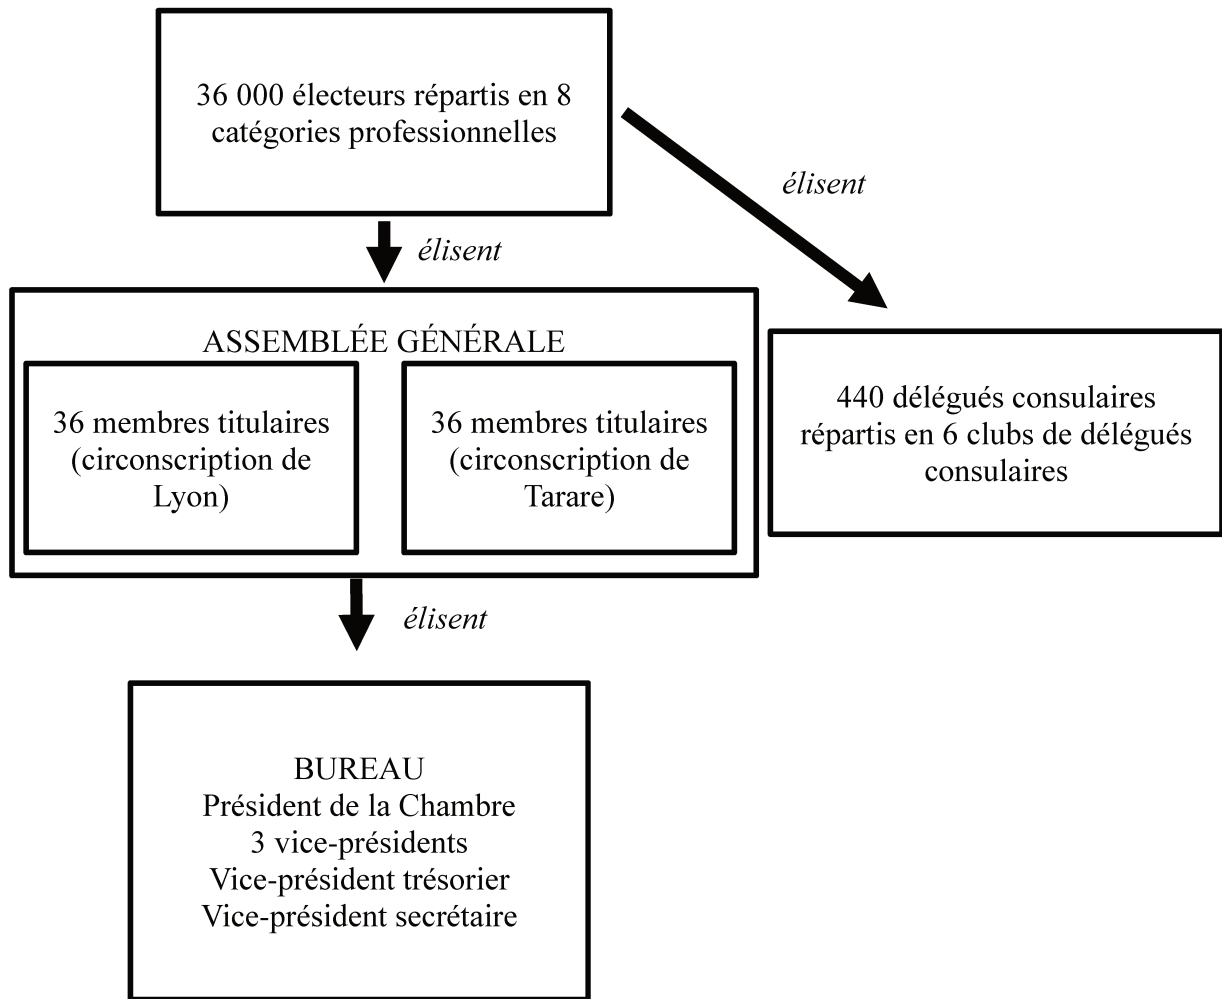 36 000 électeurs répartis en 8
catégories professionnelles
élisent
élisent
ASSEMBLÉE GÉNÉRALE
36 membres titulaires
(circonscription de
Lyon)
36 membres titulaires
(circonscription de
Tarare)
440 délégués consulaires
répartis en 6 clubs de délégués
consulaires
élisent
BUREAU
Président de la Chambre
3 vice-présidents
Vice-président trésorier
Vice-président secrétaire